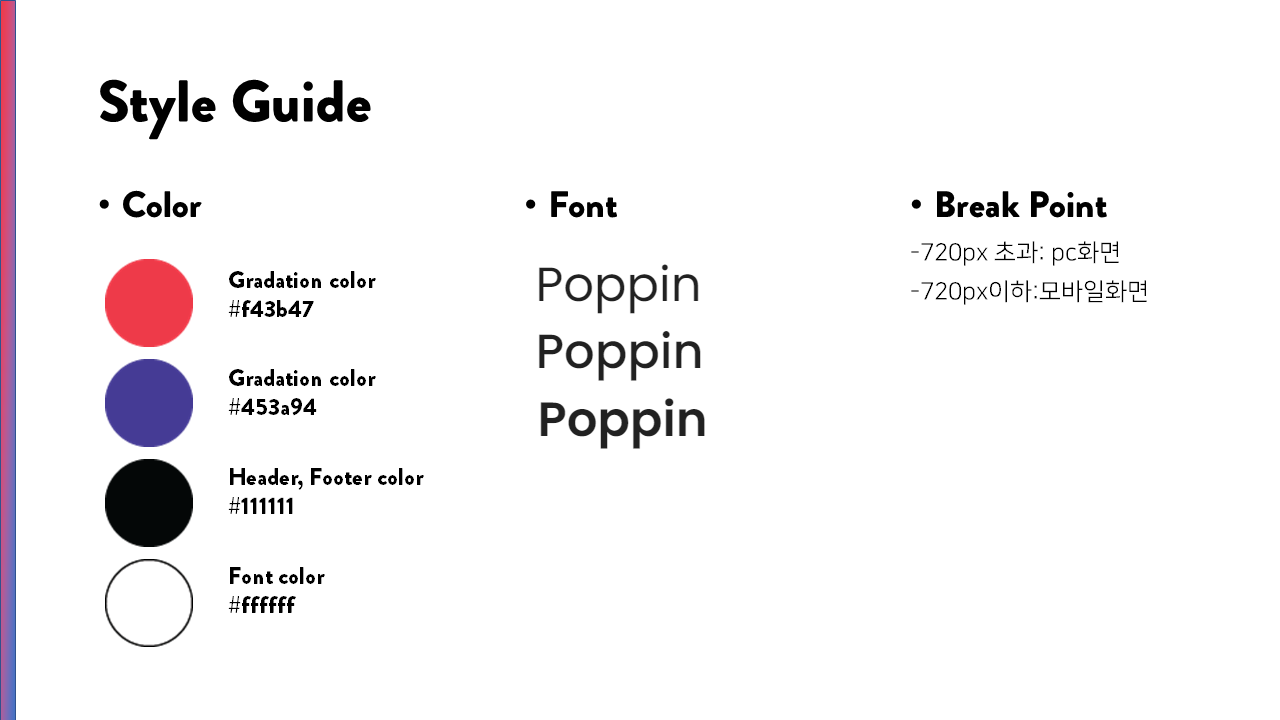 Style Guide
• Color
Gradation color
#f43b47
Gradation color
#453a94
Header, Footer color
#111111
Font color
#ffffff
• Font
Poppin
Poppin
Poppin
• Break Point
-720px 초과: pc화면
-720px이하:모바일화면